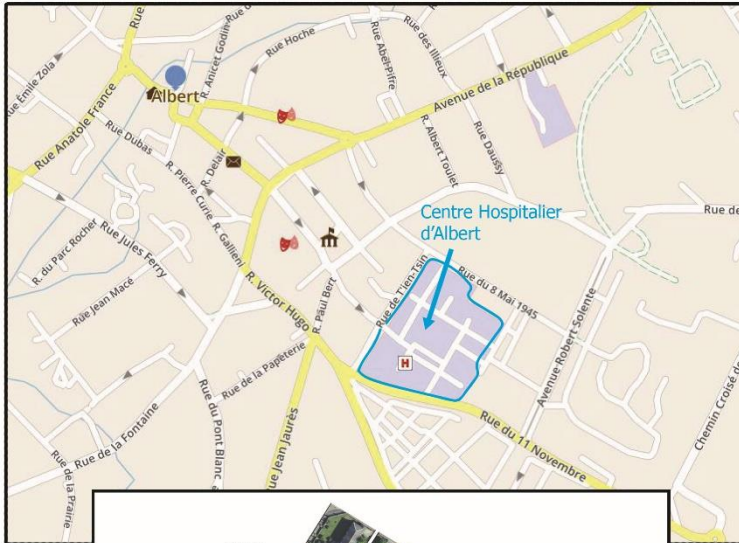 Rue
Rue Émile Zola
R. Anicet Godin
Rue Hoche
Rue Abel Pifre
Rue des Illieux
Avenue de la République
Albert
Rue Anatole France
Rue Dubas
R. Delair
R. Pierre Curie
R. Albert Toulet
Rue Daussy
Centre Hospitalier
d'Albert
Rue de
R. du Parc Rocher
Rue Jules Ferry
R. Gallieni
Rue Jean Macé
R. Victor Hugo
R. Paul Bert
Rue de T'ien-Tsin
Rue du 8 Mai 1945
Avenue Robert Solente
H
Rue de la Papeterie
Rue de la Fontaine
Rue du Pont Blanc
Rue Jean Jaurès
Rue du 11 Novembre
Chemin Croisé de
Rue de la Prairie